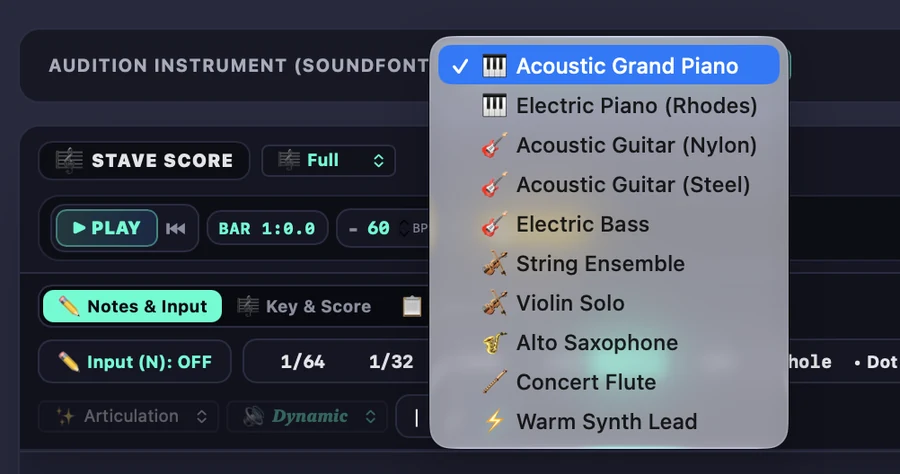 AUDITION INSTRUMENT (SOUNDFONT
✓ Acoustic Grand Piano
Electric Piano (Rhodes)
Acoustic Guitar (Nylon)
Acoustic Guitar (Steel)
Electric Bass
String Ensemble
Violin Solo
Alto Saxophone
Concert Flute
Warm Synth Lead
STAVE SCORE Full
PLAY BAR 1:0.0 - 60 BP
Notes & Input Key & Score
Input (N): OFF 1/64 1/32 hole • Dot
Articulation Dynamic |